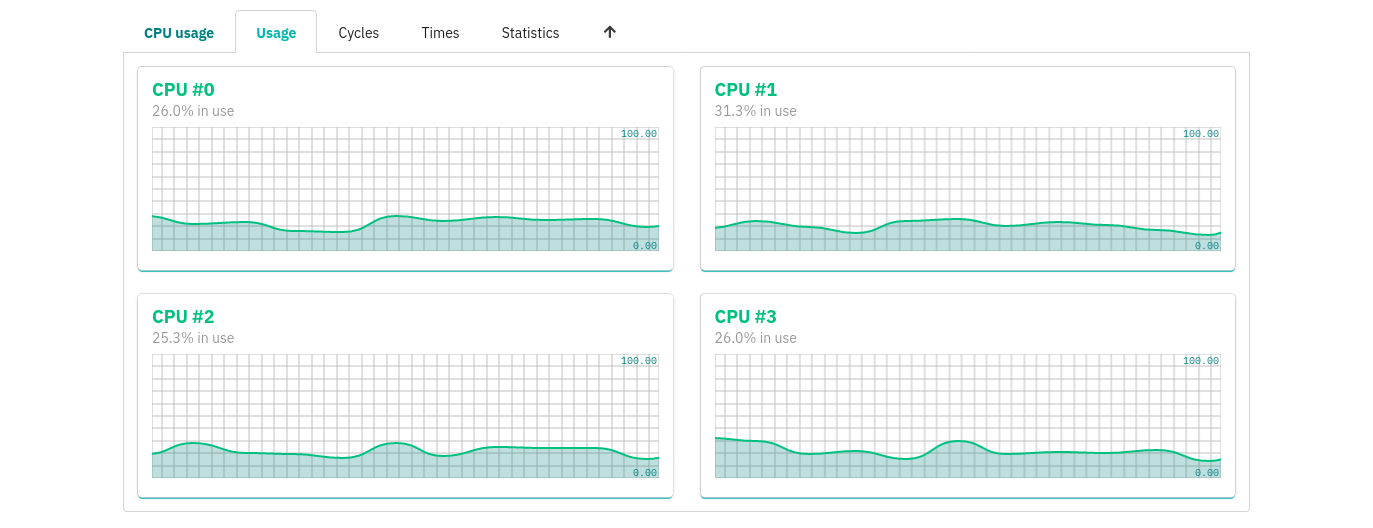 CPU usage Usage Cycles Times Statistics
CPU #0
26.0% in use
100.00
0.00
CPU #1
31.3% in use
100.00
0.00
CPU #2
25.3% in use
100.00
0.00
CPU #3
26.0% in use
100.00
0.00